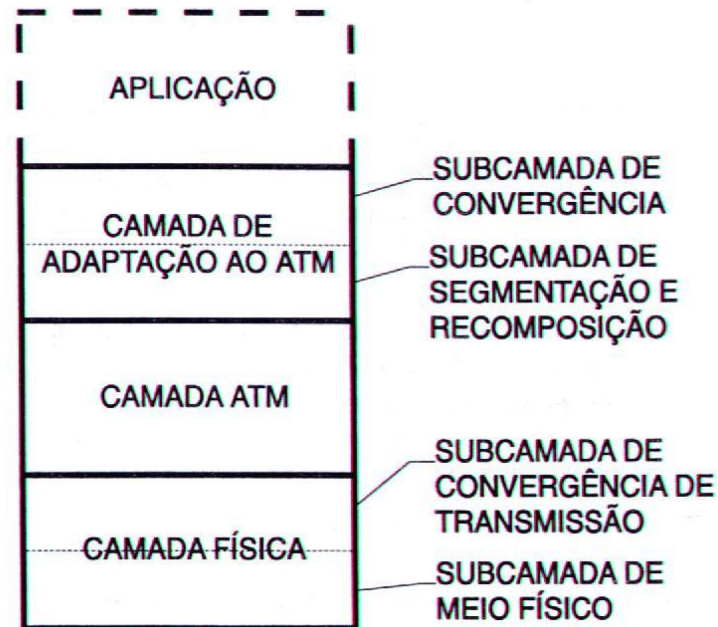 APLICAÇÃO
CAMADA DE
ADAPTAÇÃO AO ATM
SUBCAMADA DE
CONVERGÊNCIA
SUBCAMADA DE
SEGMENTAÇÃO E
RECOMPOSIÇÃO
CAMADA ATM
CAMADA FÍSICA
SUBCAMADA DE
CONVERGÊNCIA DE
TRANSMISSÃO
SUBCAMADA DE
MEIO FÍSICO